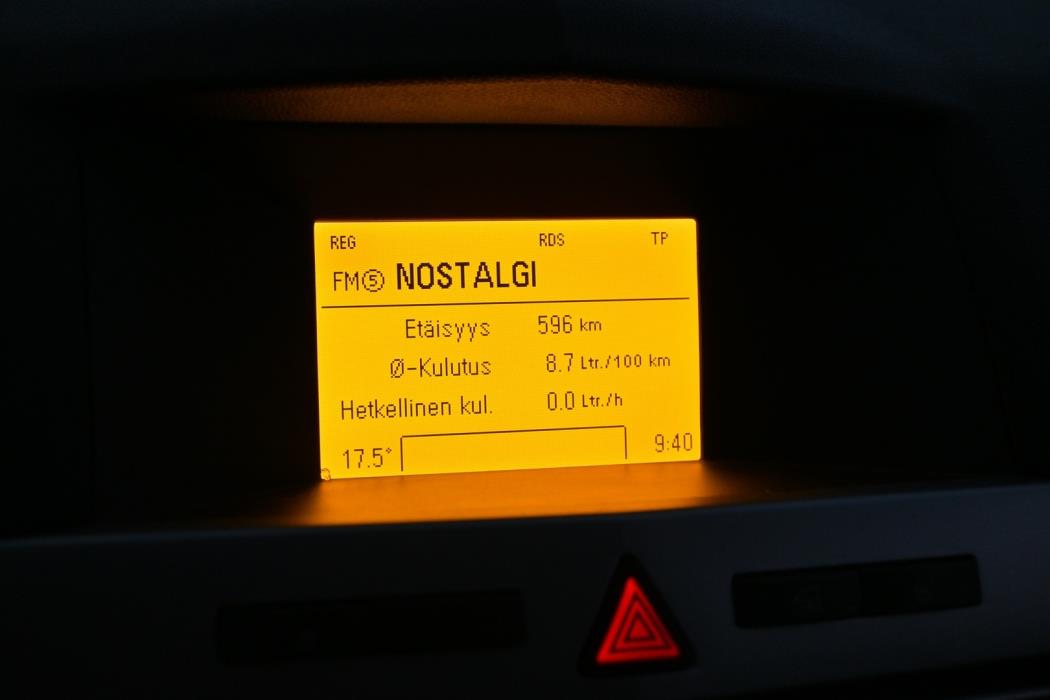 REG RDS TP
FM⑤ NOSTALGI
Etäisyys 596 km
Ø-Kulutus 8.7 Ltr./100 km
Hetkellinen kul. 0.0 Ltr./h
17.5° 9:40